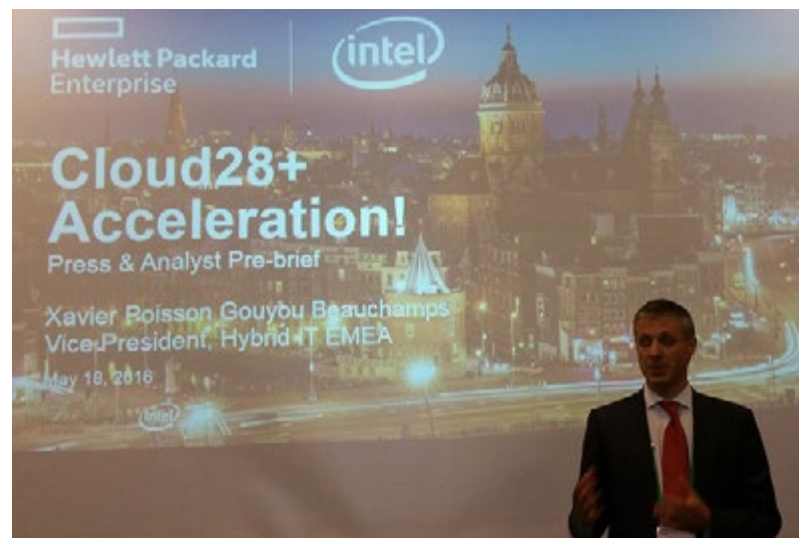 Hewlett Packard
Enterprise
intel
Cloud28+
Acceleration!
Press & Analyst Pre-brief
Xavier Poisson Gouyou Beauchamps
Vice President, Hybrid IT EMEA
May 18, 2016
intel